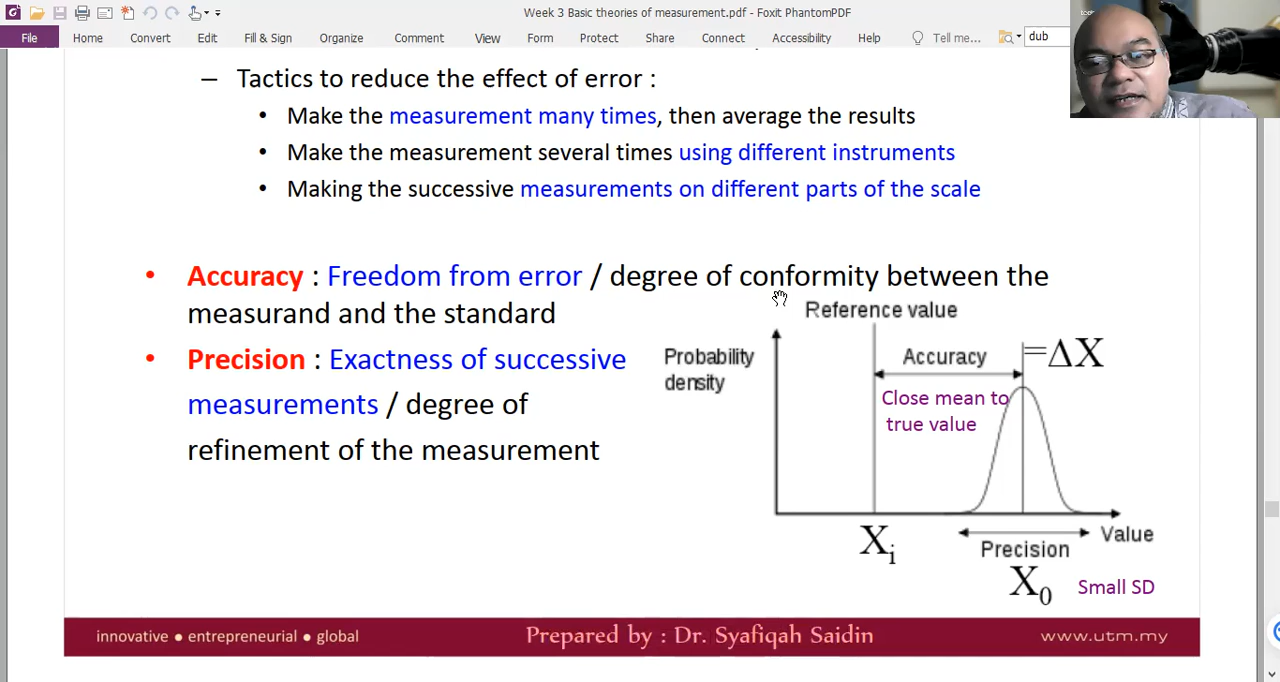 Week 3 Basic theories of measurement.pdf - Foxit PhantomPDF
File Home Convert Edit Fill & Sign Organize Comment View Form Protect Share Connect Accessibility Help Tell me... dub
– Tactics to reduce the effect of error :
• Make the measurement many times, then average the results
• Make the measurement several times using different instruments
• Making the successive measurements on different parts of the scale
• Accuracy : Freedom from error / degree of conformity between the
measurand and the standard
• Precision : Exactness of successive
measurements / degree of
refinement of the measurement
Reference value
Probability
density
Accuracy
=ΔX
Close mean to
true value
Xi
Value
Precision
X0
Small SD
innovative ● entrepreneurial ● global
Prepared by : Dr. Syafiqah Saidin
www.utm.my